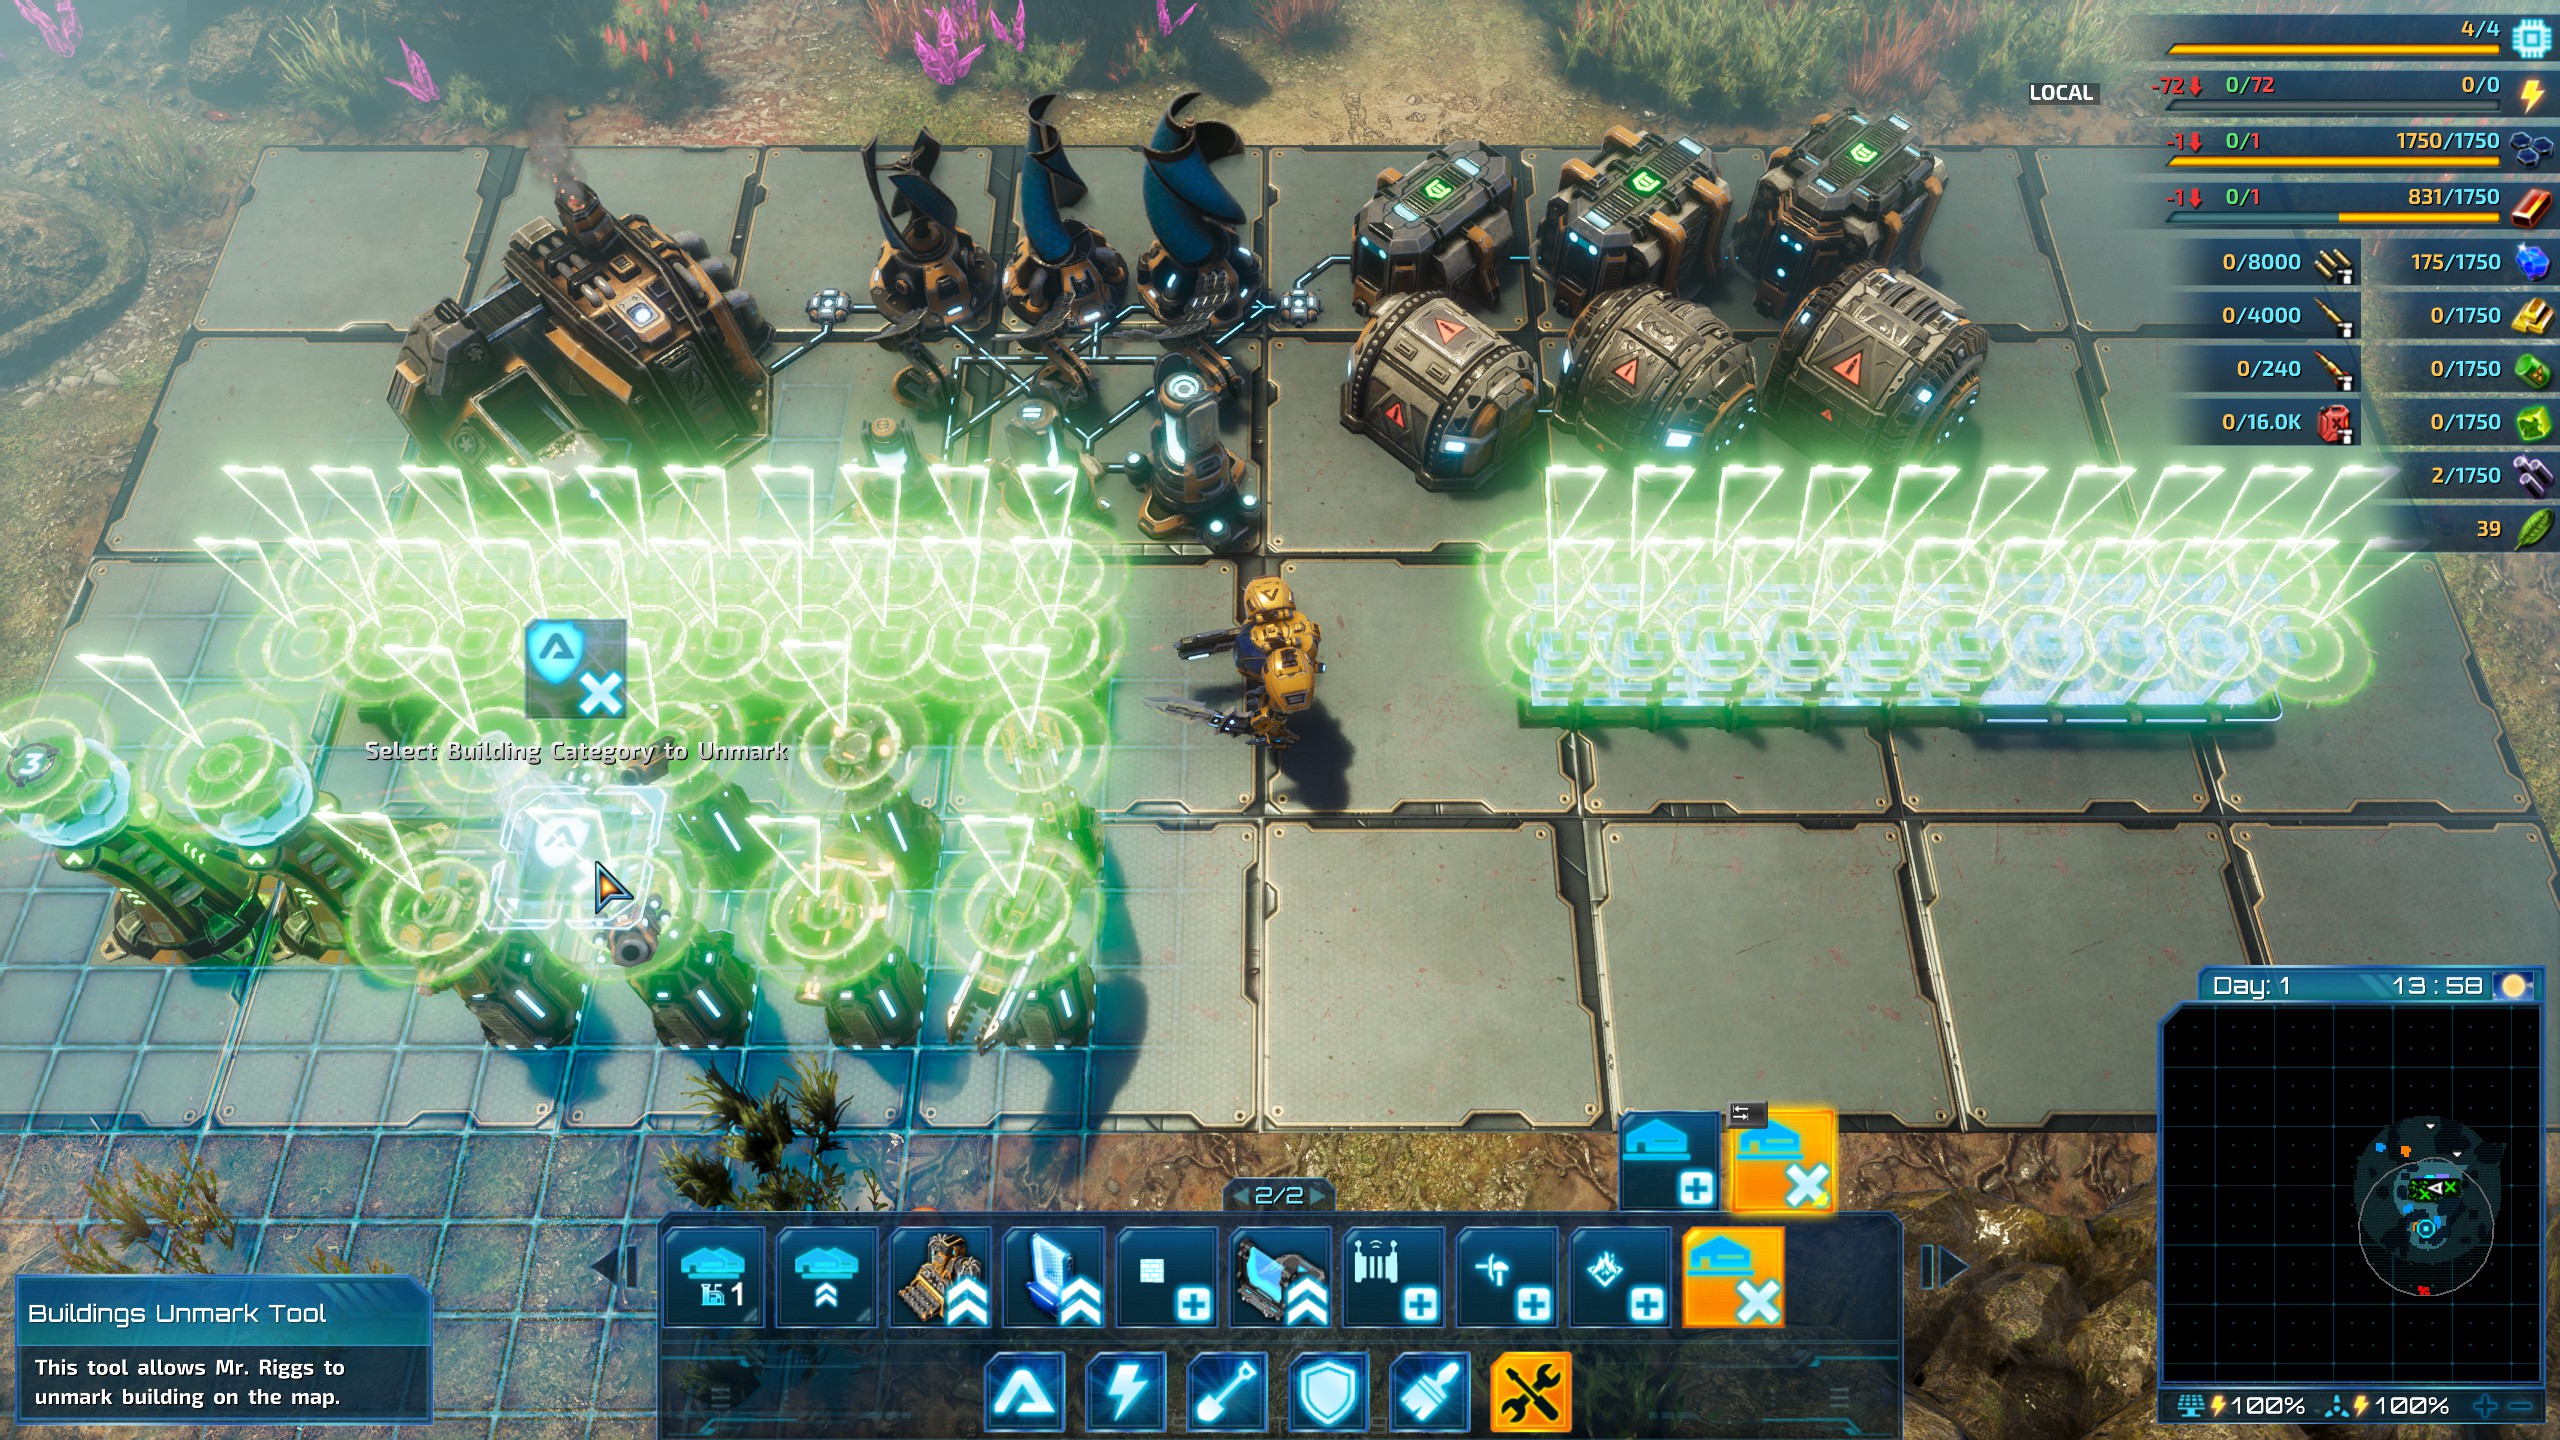 4/4
LOCAL
-72 0/72 0/0
-1 0/1 1750/1750
-1 0/1 831/1750
0/8000 175/1750
0/4000 0/1750
0/240 0/1750
0/16.0K 0/1750
2/1750
39
3
Select Building Category to Unmark
Day: 1 13:58
2/2
1
Buildings Unmark Tool
This tool allows Mr. Riggs to
unmark building on the map.
100% 100%